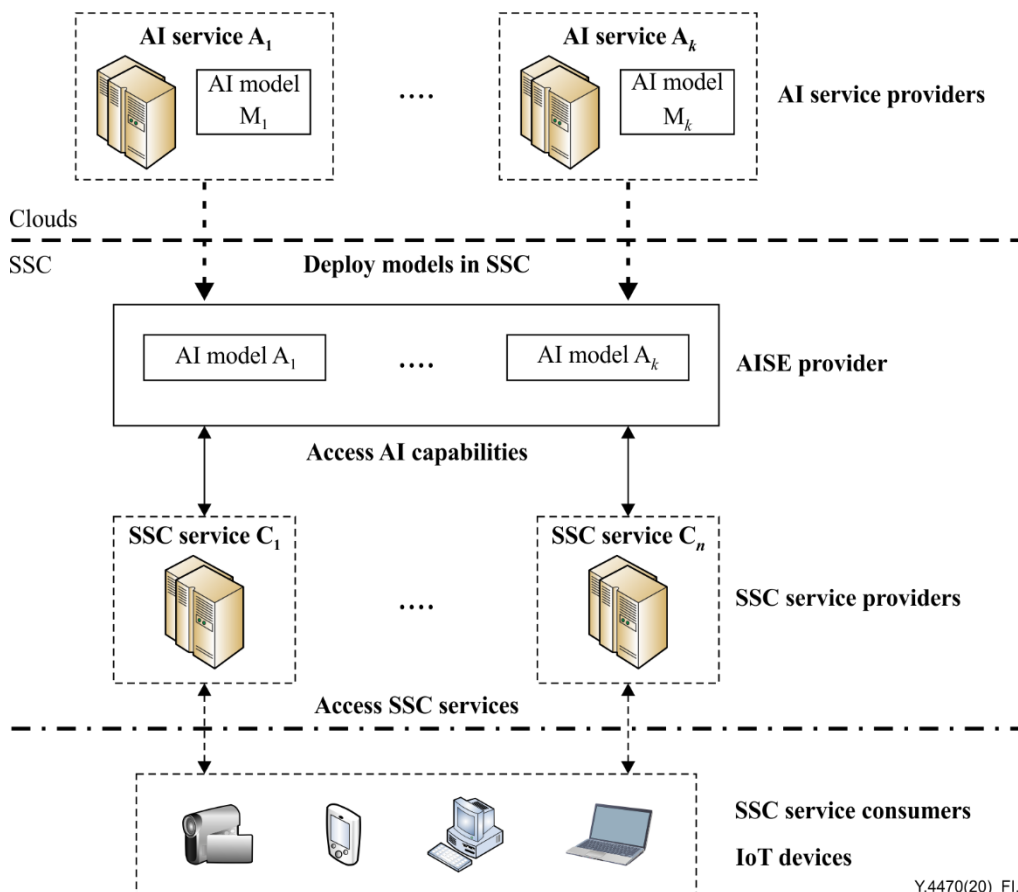 AI service A1
AI service Ak
AI model
M1
....
AI model
Mk
AI service providers
Clouds
SSC
Deploy models in SSC
AI model A1
....
AI model Ak
AISE provider
Access AI capabilities
SSC service C1
SSC service Cn
....
SSC service providers
Access SSC services
SSC service consumers
IoT devices
Y.4470(20)_FI.